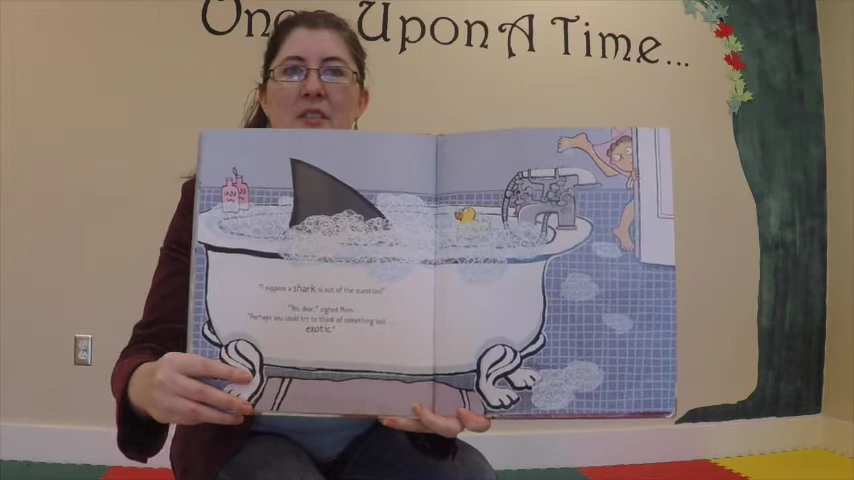 Once Upon A Time...
"I suppose a shark is out of the question?"
"Yes, dear," sighed Mom.
"Perhaps you could try to think of something less ...
exotic."